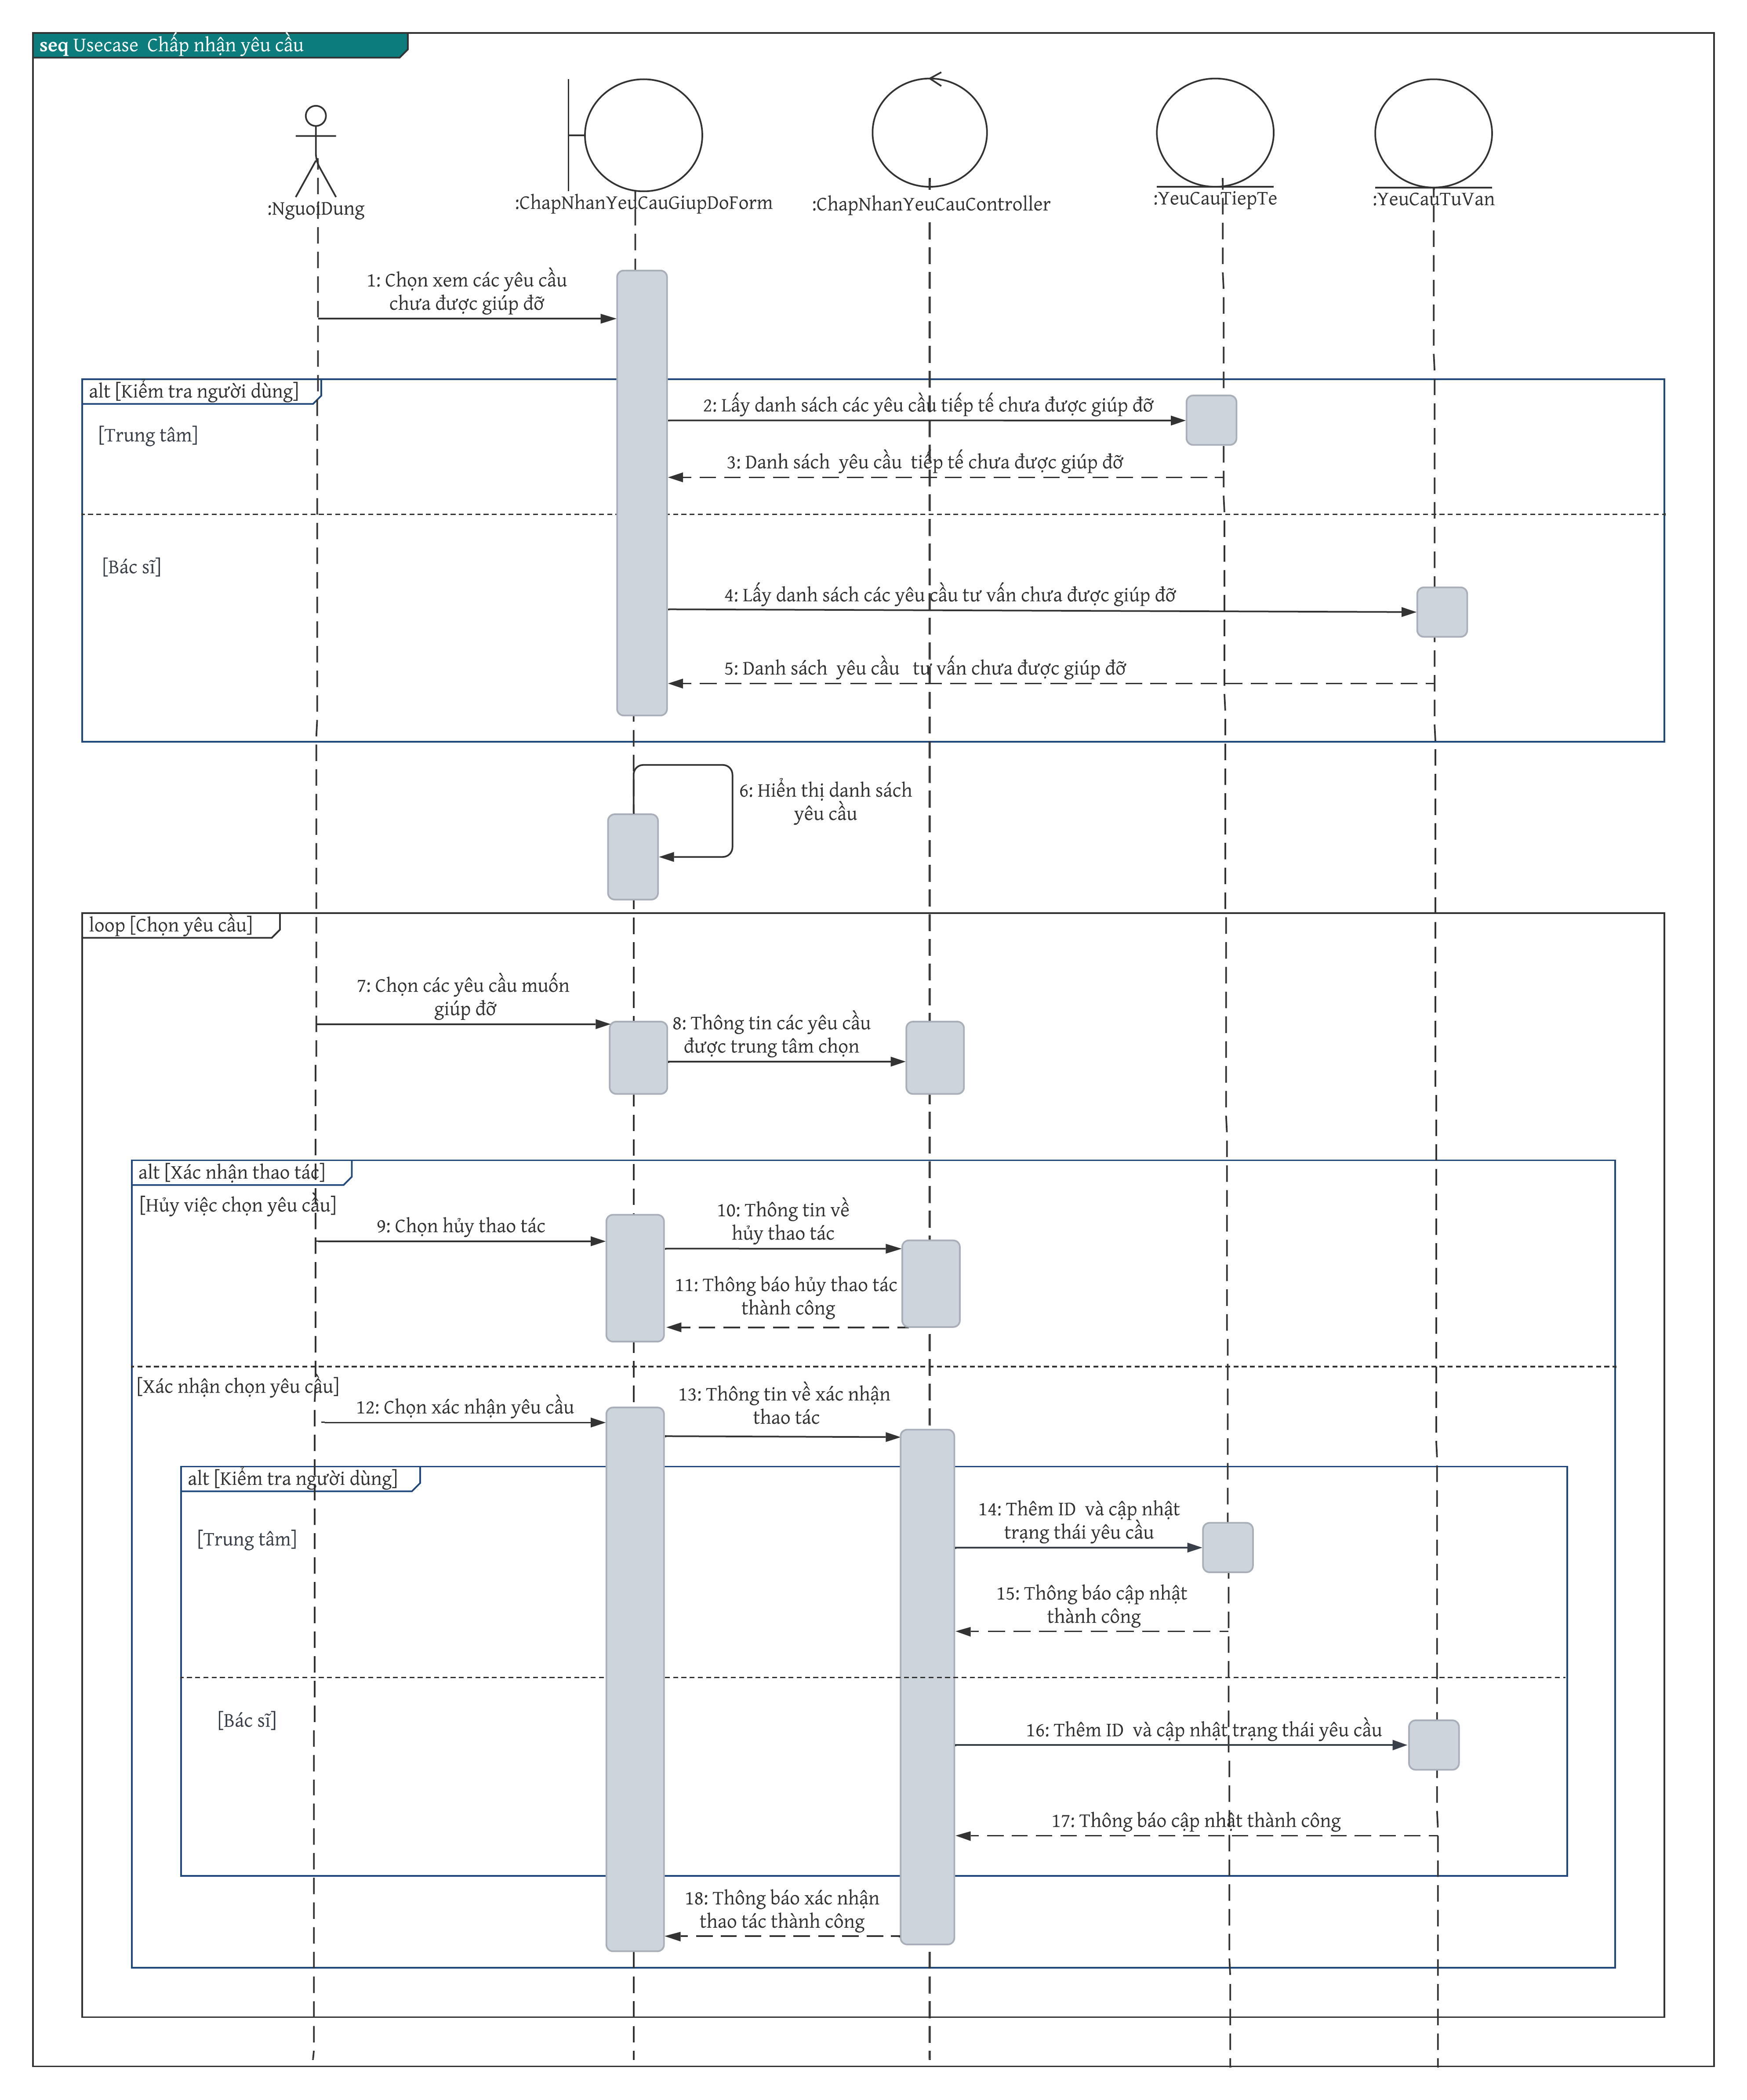 seq Usecase Chấp nhận yêu cầu
:NguoiDung
:ChapNhanYeuCauGiupDoForm
:ChapNhanYeuCauController
:YeuCauTiepTe
:YeuCauTuVan
1: Chọn xem các yêu cầu
chưa được giúp đỡ
alt [Kiểm tra người dùng]
[Trung tâm]
2: Lấy danh sách các yêu cầu tiếp tế chưa được giúp đỡ
3: Danh sách yêu cầu tiếp tế chưa được giúp đỡ
[Bác sĩ]
4: Lấy danh sách các yêu cầu tư vấn chưa được giúp đỡ
5: Danh sách yêu cầu tư vấn chưa được giúp đỡ
6: Hiển thị danh sách
yêu cầu
loop [Chọn yêu cầu]
7: Chọn các yêu cầu muốn
giúp đỡ
8: Thông tin các yêu cầu
được trung tâm chọn
alt [Xác nhận thao tác]
[Hủy việc chọn yêu cầu]
9: Chọn hủy thao tác
10: Thông tin về
hủy thao tác
11: Thông báo hủy thao tác
thành công
[Xác nhận chọn yêu cầu]
12: Chọn xác nhận yêu cầu
13: Thông tin về xác nhận
thao tác
alt [Kiểm tra người dùng]
[Trung tâm]
14: Thêm ID và cập nhật
trạng thái yêu cầu
15: Thông báo cập nhật
thành công
[Bác sĩ]
16: Thêm ID và cập nhật trạng thái yêu cầu
17: Thông báo cập nhật thành công
18: Thông báo xác nhận
thao tác thành công